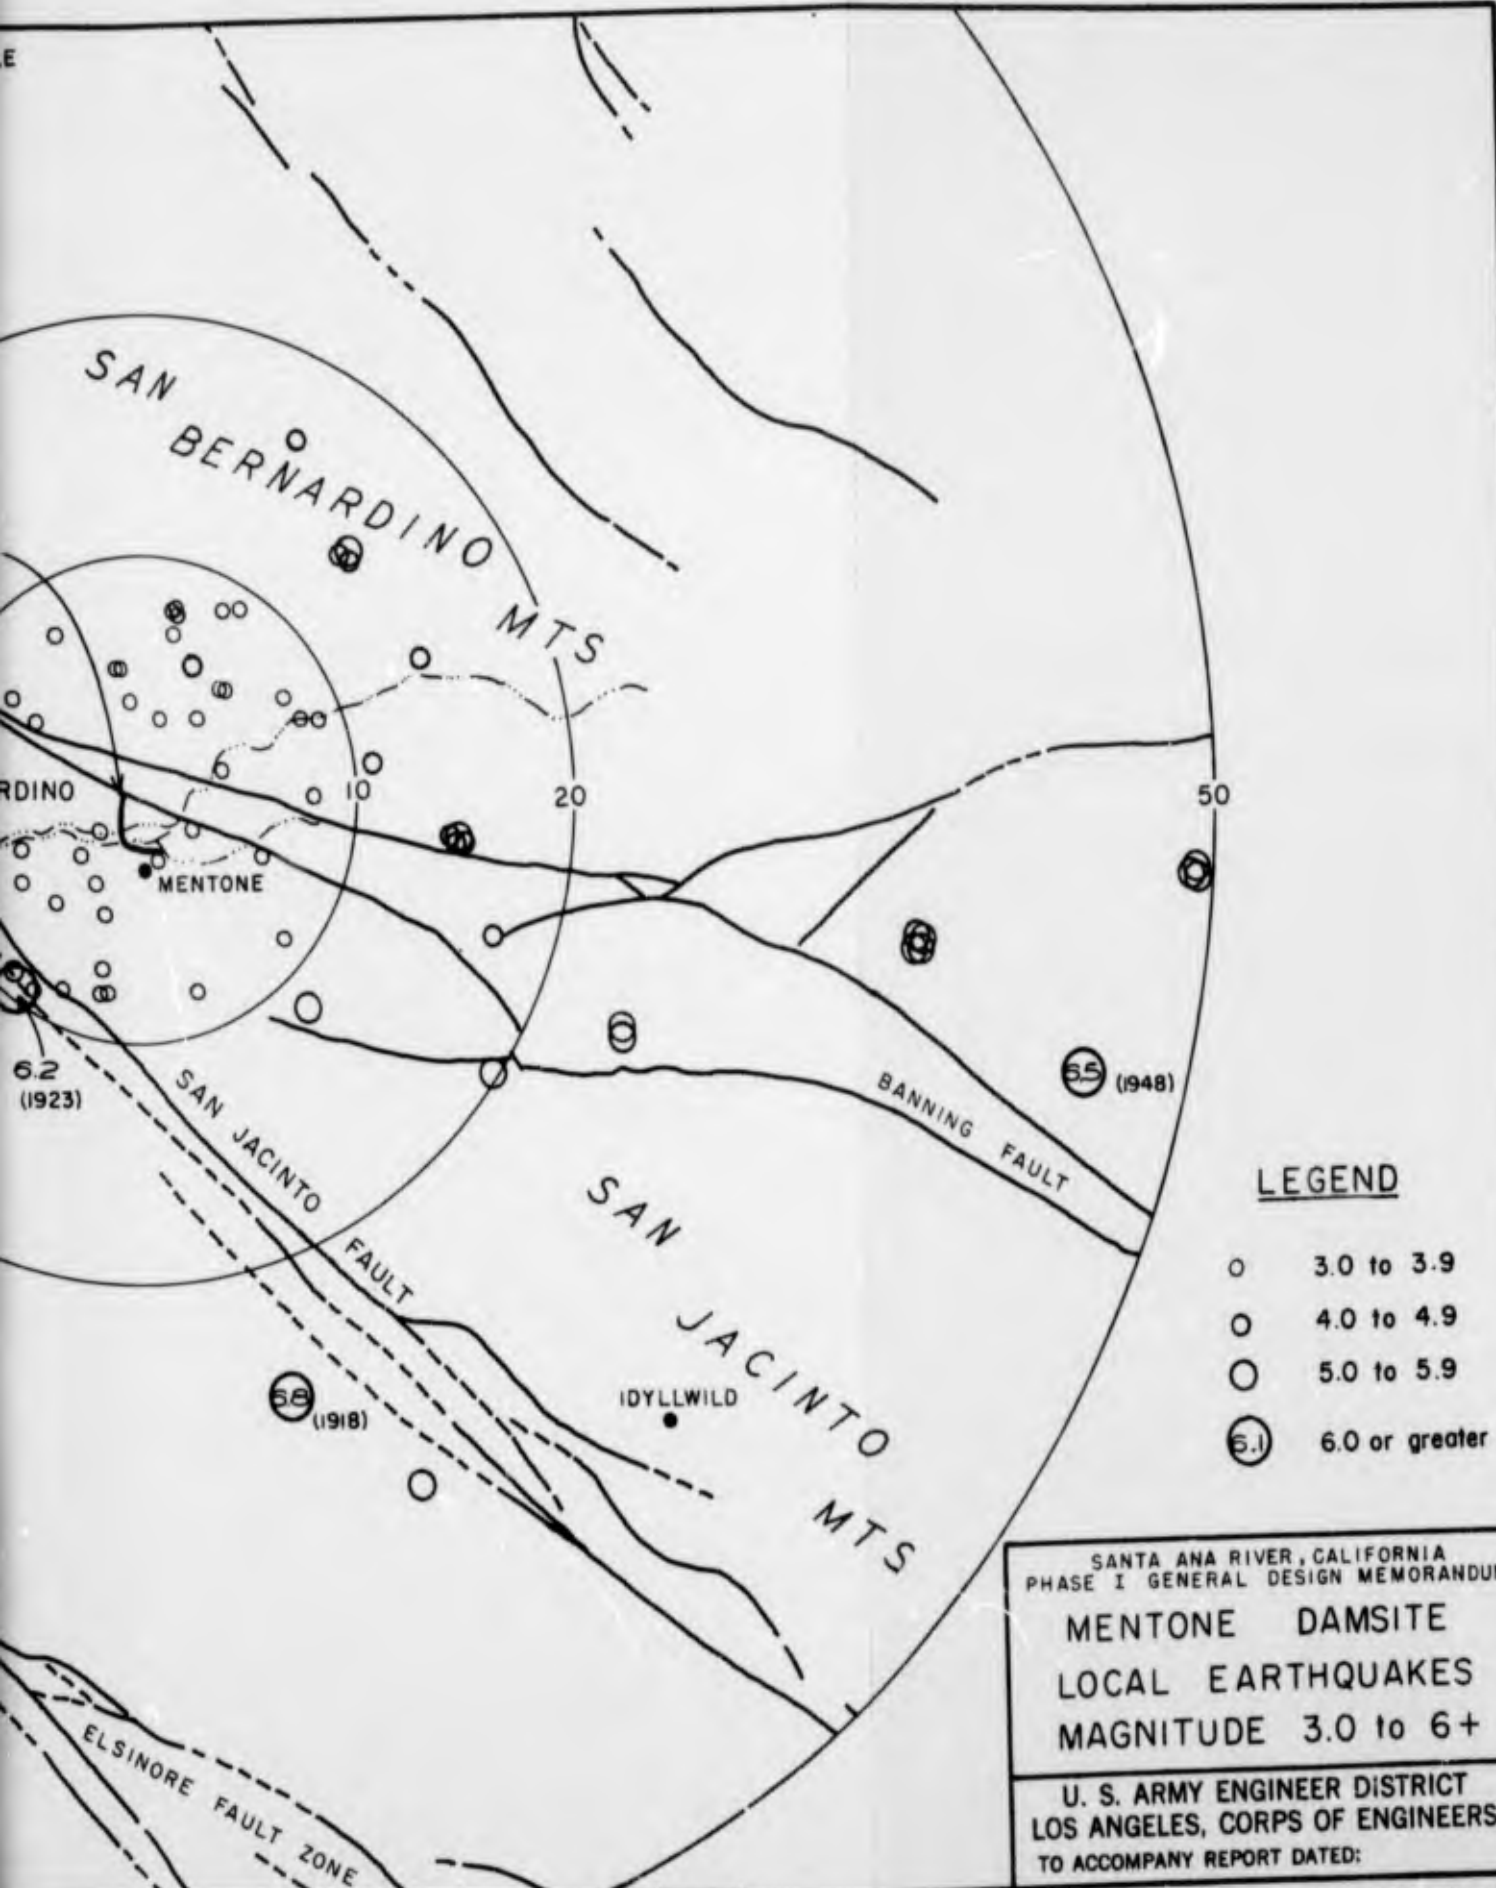 SAN
BERNARDINO
MTS
10
20
50
RDINO
MENTONE
6.2
(1923)
SAN JACINTO
FAULT
BANNING FAULT
6.5 (1948)
SAN
JACINTO
MTS
IDYLLWILD
6.8
(1918)
ELSINORE FAULT ZONE
LEGEND
3.0 to 3.9
4.0 to 4.9
5.0 to 5.9
6.1 6.0 or greater
SANTA ANA RIVER, CALIFORNIA
PHASE I GENERAL DESIGN MEMORANDU
MENTONE DAMSITE
LOCAL EARTHQUAKES
MAGNITUDE 3.0 to 6+
U. S. ARMY ENGINEER DISTRICT
LOS ANGELES, CORPS OF ENGINEERS
TO ACCOMPANY REPORT DATED: